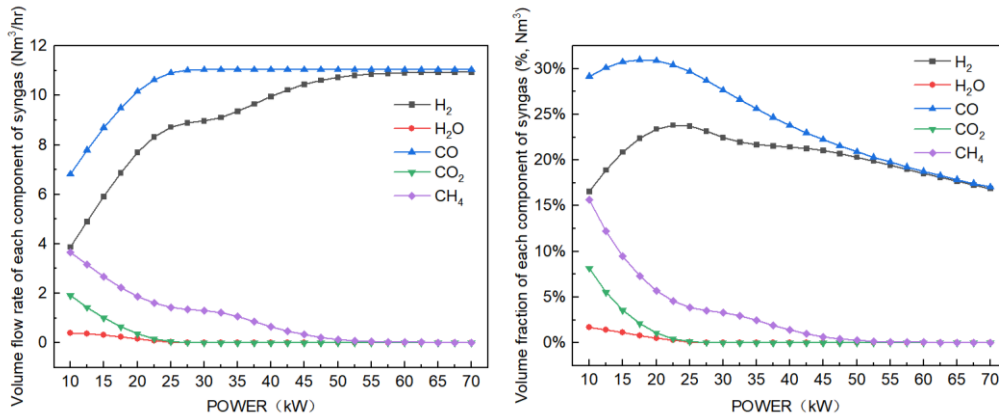 Volume flow rate of each component of syngas (Nm³/hr)
12
10
8
6
4
2
0
H₂
H₂O
CO
CO₂
CH₄
10 15 20 25 30 35 40 45 50 55 60 65 70
POWER（kW）
Volume fraction of each component of syngas (%, Nm³)
30%
25%
20%
15%
10%
5%
0%
H₂
H₂O
CO
CO₂
CH₄
10 15 20 25 30 35 40 45 50 55 60 65 70
POWER（kW）